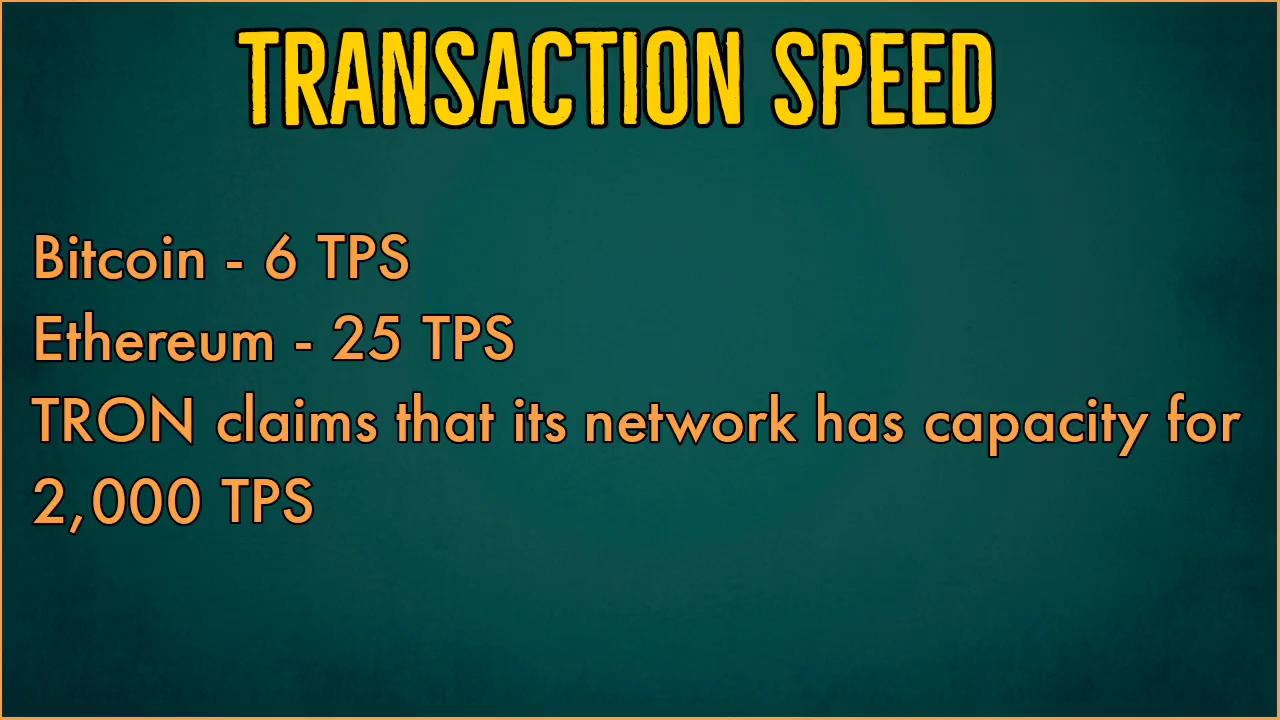 TRANSACTION SPEED
Bitcoin - 6 TPS
Ethereum - 25 TPS
TRON claims that its network has capacity for
2,000 TPS